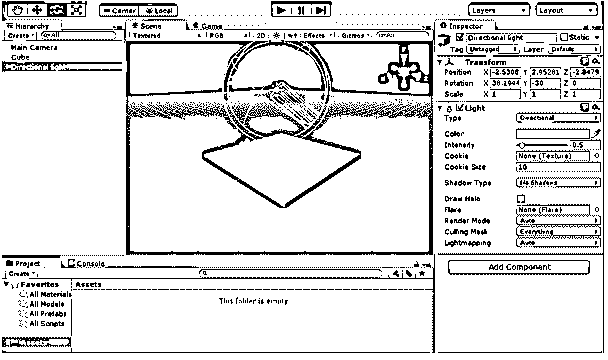 Center Local Layers Layout
Hierarchy
Create All
Main Camera
Cube
Directional light
Scene Game
Textured RGB 2D Effects Gizmos
Inspector
Directional light Static
Tag Untagged Layer Default
Transform
Position X -2.5308 Y 2.95281 Z -2.8479
Rotation X 38.1944 Y -30 Z 0
Scale X 1 Y 1 Z 1
Light
Type Directional
Color
Intensity 0.5
Cookie None (Texture)
Cookie Size 10
Shadow Type No Shadows
Draw Halo
Flare None (Flare)
Render Mode Auto
Culling Mask Everything
Lightmapping Auto
Add Component
Project Console
Create
Favorites
All Materials
All Models
All Prefabs
All Scripts
Assets
This folder is empty